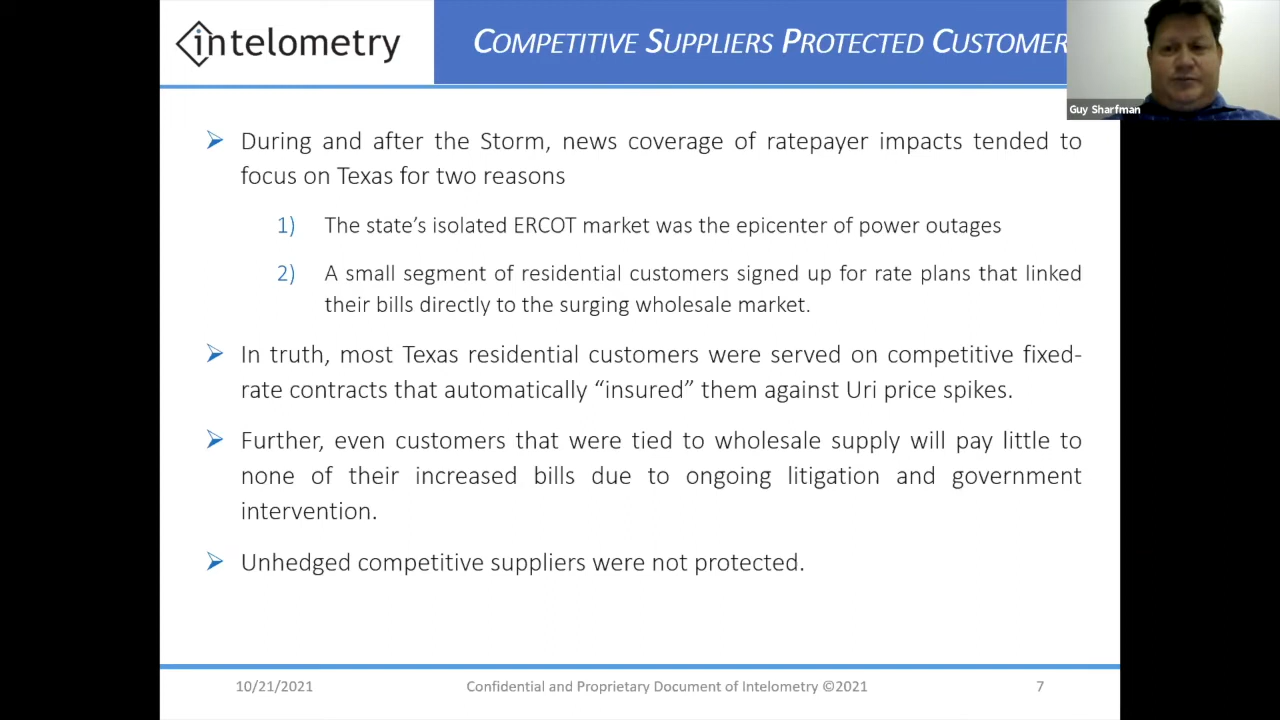 intelometry
COMPETITIVE SUPPLIERS PROTECTED CUSTOMER
Guy Sharfman
➢ During and after the Storm, news coverage of ratepayer impacts tended to
focus on Texas for two reasons
1) The state's isolated ERCOT market was the epicenter of power outages
2) A small segment of residential customers signed up for rate plans that linked
their bills directly to the surging wholesale market.
➢ In truth, most Texas residential customers were served on competitive fixed-
rate contracts that automatically “insured” them against Uri price spikes.
➢ Further, even customers that were tied to wholesale supply will pay little to
none of their increased bills due to ongoing litigation and government
intervention.
➢ Unhedged competitive suppliers were not protected.
10/21/2021
Confidential and Proprietary Document of Intelometry ©2021
7